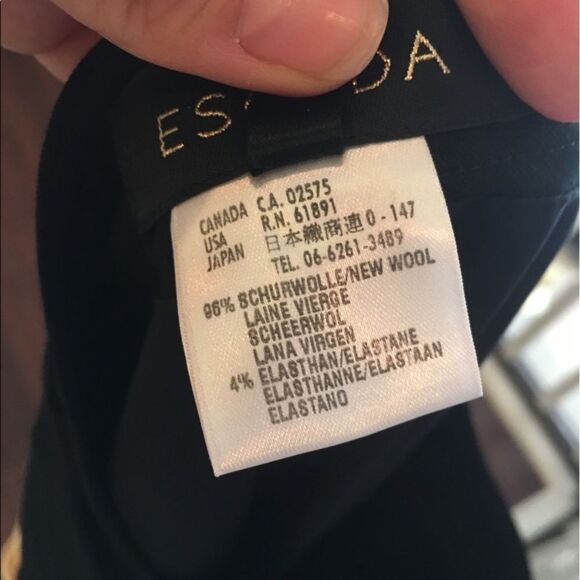 ESCADA
CANADA C.A. 02575
USA R.N. 61891
JAPAN 日本織商連 0-147
TEL. 06-6261-3489
96% SCHURWOLLE/NEW WOOL
LAINE VIERGE
SCHEERWOL
LANA VIRGEN
4% ELASTHAN/ELASTANE
ELASTHANNE/ELASTAAN
ELASTANO